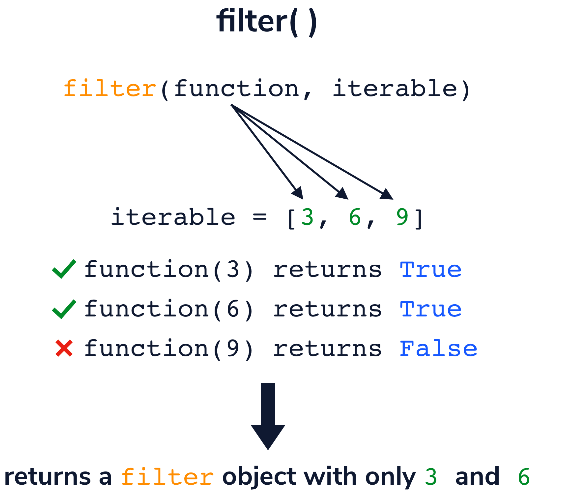 filter( )
filter(function, iterable)
iterable = [3, 6, 9]
function(3) returns True
function(6) returns True
function(9) returns False
returns a filter object with only 3 and 6